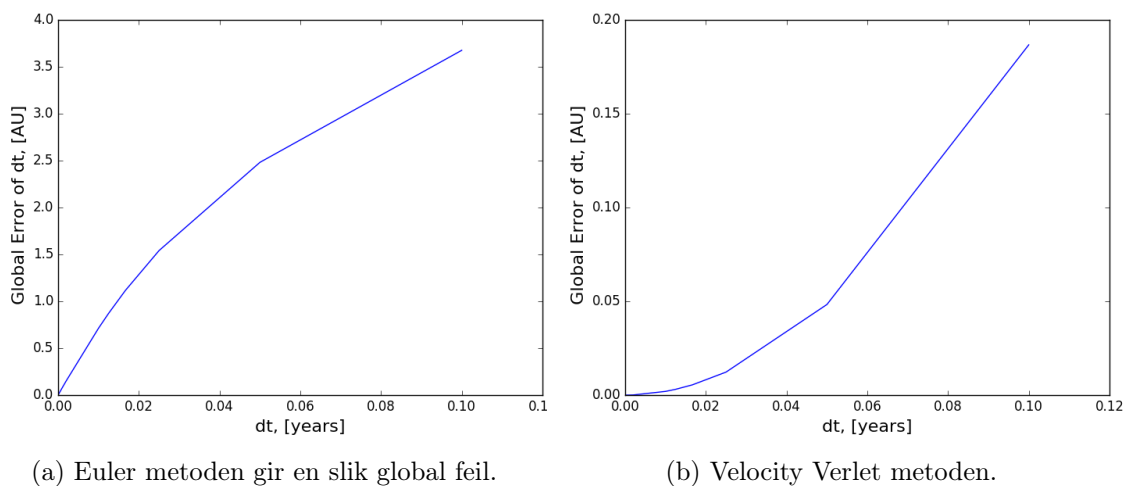 4.0
3.5
3.0
2.5
2.0
1.5
1.0
0.5
0.0
Global Error of dt, [AU]
0.00 0.02 0.04 0.06 0.08 0.10 0.1
dt, [years]
0.20
0.15
0.10
0.05
0.00
Global Error of dt, [AU]
0.00 0.02 0.04 0.06 0.08 0.10 0.12
dt, [years]
(a) Euler metoden gir en slik global feil.
(b) Velocity Verlet metoden.